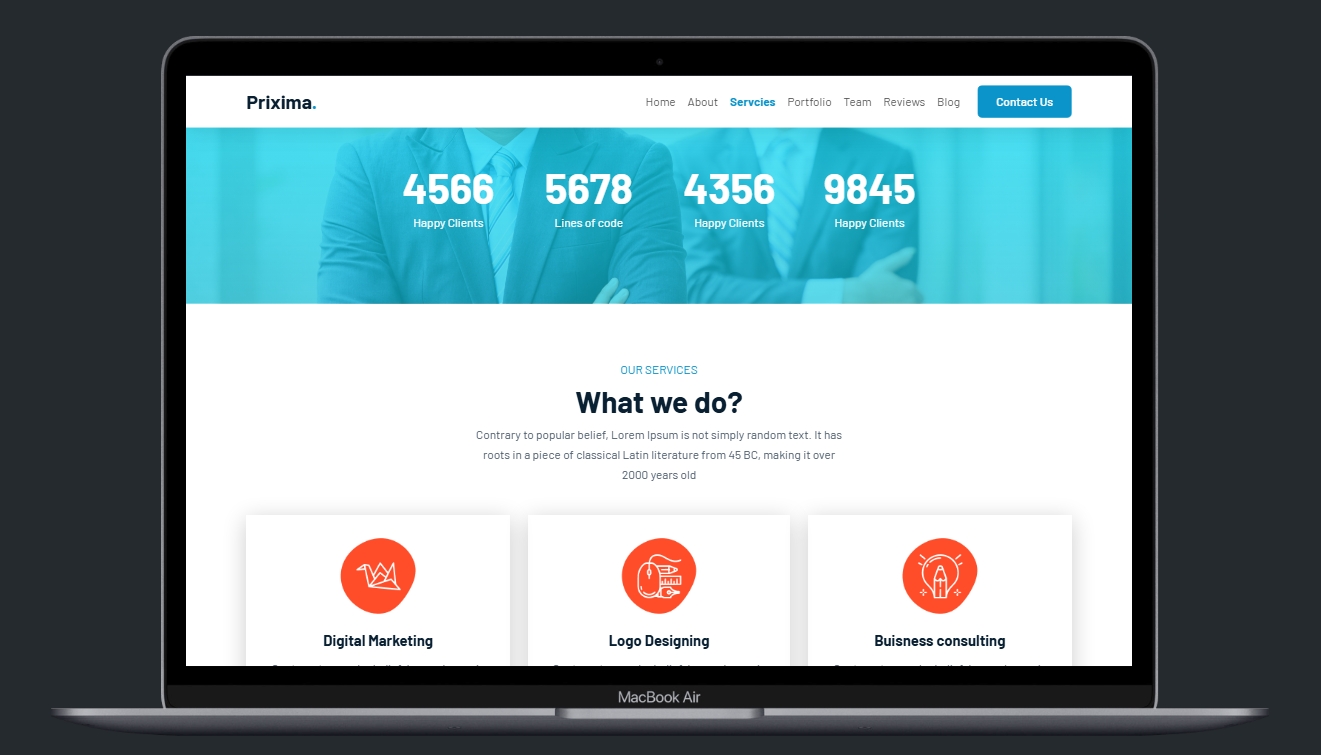 Prixima.
Home About Servcies Portfolio Team Reviews Blog Contact Us
4566 5678 4356 9845
Happy Clients Lines of code Happy Clients Happy Clients
OUR SERVICES
What we do?
Contrary to popular belief, Lorem Ipsum is not simply random text. It has
roots in a piece of classical Latin literature from 45 BC, making it over
2000 years old
Digital Marketing Logo Designing Buisness consulting
MacBook Air